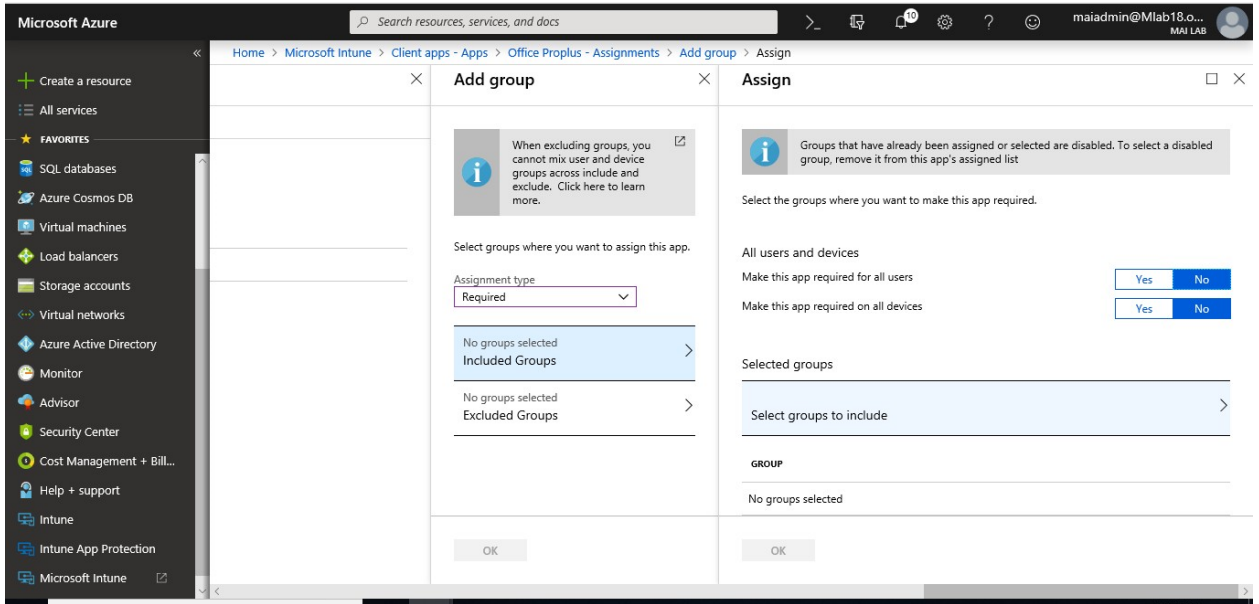 Microsoft Azure
Search resources, services, and docs
10
maiadmin@Mlab18.o...
MAI LAB
Home > Microsoft Intune > Client apps - Apps > Office Proplus - Assignments > Add group > Assign
Create a resource
All services
FAVORITES
SQL databases
Azure Cosmos DB
Virtual machines
Load balancers
Storage accounts
Virtual networks
Azure Active Directory
Monitor
Advisor
Security Center
Cost Management + Bill...
Help + support
Intune
Intune App Protection
Microsoft Intune
Add group
When excluding groups, you
cannot mix user and device
groups across include and
exclude. Click here to learn
more.
Select groups where you want to assign this app.
Assignment type
Required
No groups selected
Included Groups
No groups selected
Excluded Groups
OK
Assign
Groups that have already been assigned or selected are disabled. To select a disabled
group, remove it from this app's assigned list
Select the groups where you want to make this app required.
All users and devices
Make this app required for all users
Yes No
Make this app required on all devices
Yes No
Selected groups
Select groups to include
GROUP
No groups selected
OK